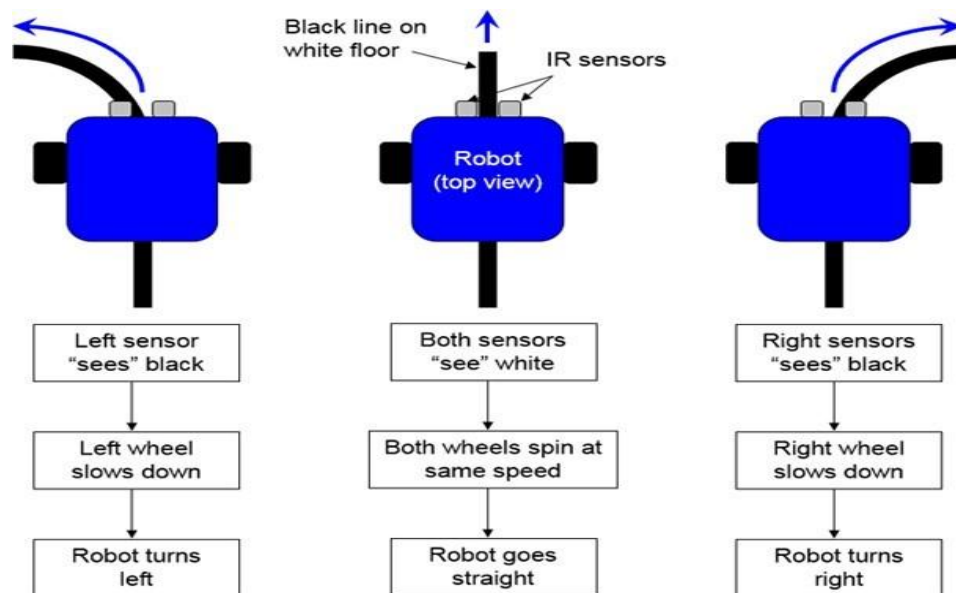 Black line on
white floor
IR sensors
Robot
(top view)
Left sensor
“sees” black
Left wheel
slows down
Robot turns
left
Both sensors
“see” white
Both wheels spin at
same speed
Robot goes
straight
Right sensors
“sees” black
Right wheel
slows down
Robot turns
right